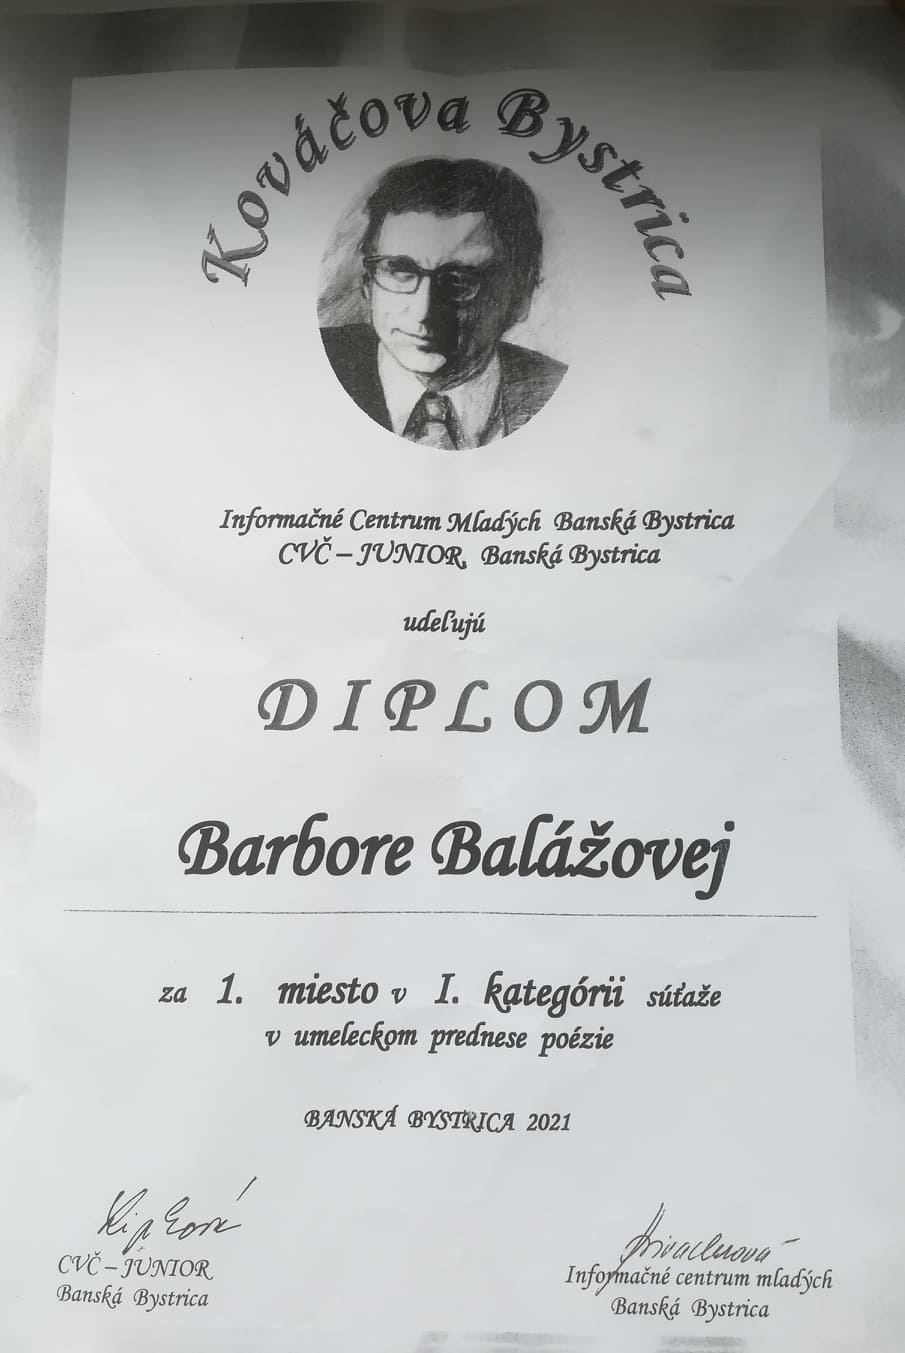 Kováčova Bystrica
Informačné Centrum Mladých Banská Bystrica
CVČ – JUNIOR, Banská Bystrica
udeľujú
DIPLOM
Barbore Balážovej
za 1. miesto v I. kategórii súťaže
v umeleckom prednese poézie
BANSKÁ BYSTRICA 2021
CVČ – JUNIOR
Banská Bystrica
Informačné centrum mladých
Banská Bystrica